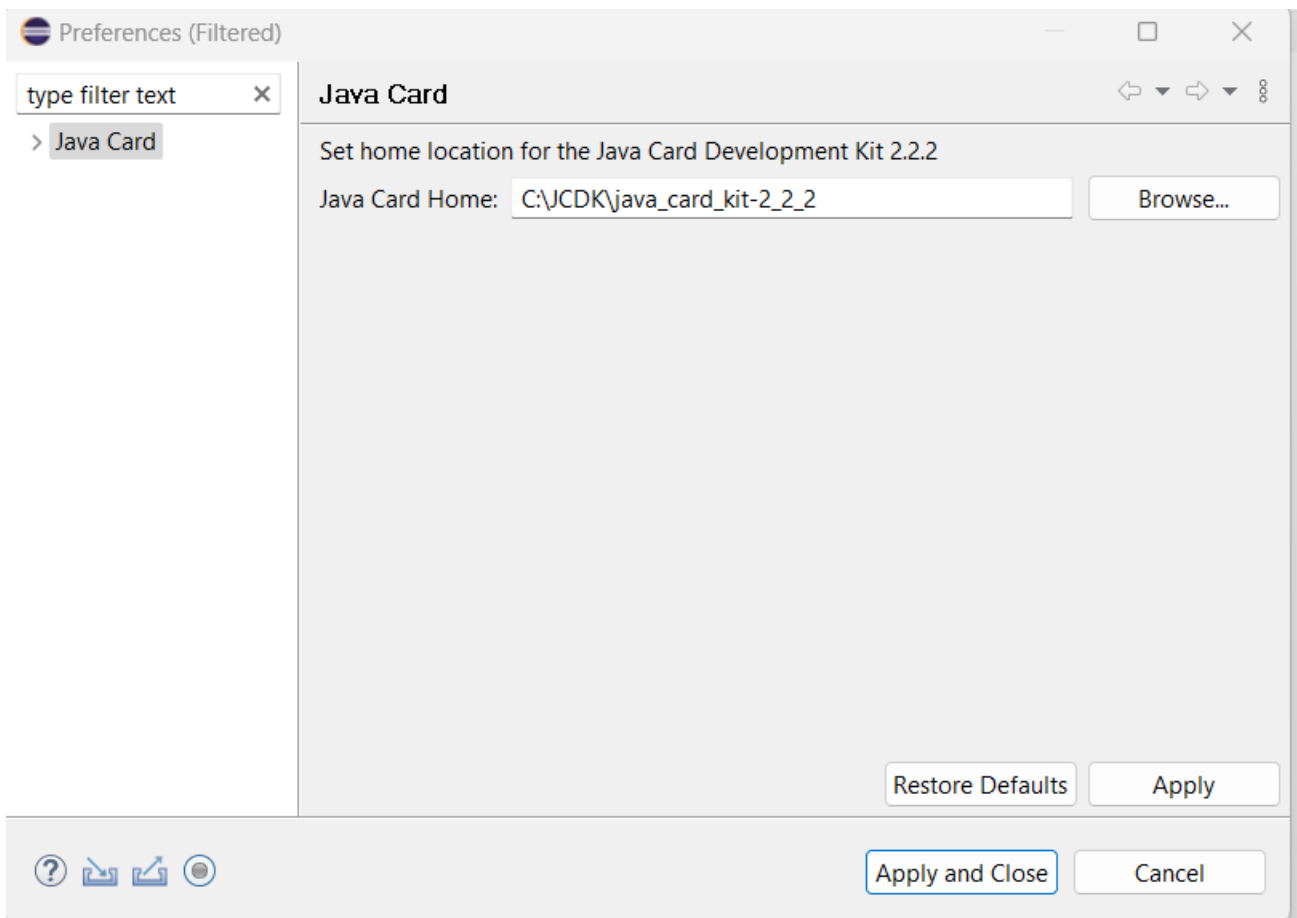 Preferences (Filtered)
type filter text
Java Card
Java Card
Set home location for the Java Card Development Kit 2.2.2
Java Card Home: C:\JCDK\java_card_kit-2_2_2 Browse...
Restore Defaults Apply
Apply and Close Cancel